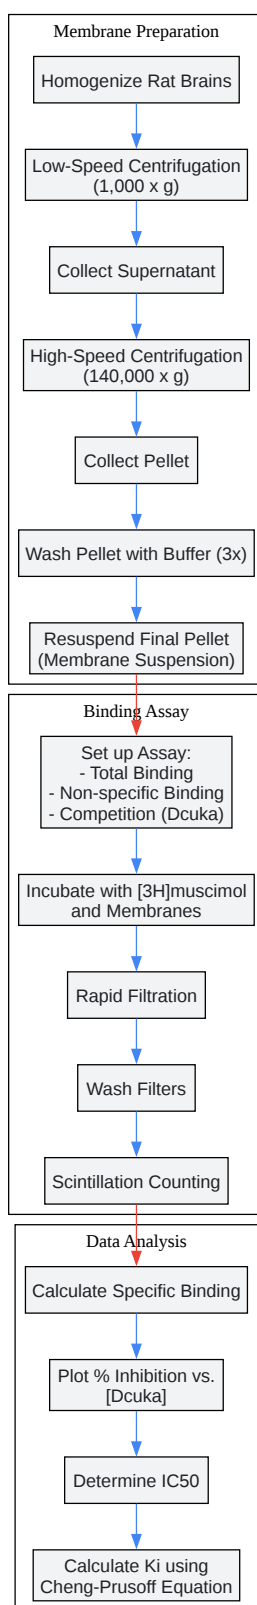 Membrane Preparation
Homogenize Rat Brains
Low-Speed Centrifugation
(1,000 x g)
Collect Supernatant
High-Speed Centrifugation
(140,000 x g)
Collect Pellet
Wash Pellet with Buffer (3x)
Resuspend Final Pellet
(Membrane Suspension)
Binding Assay
Set up Assay:
- Total Binding
- Non-specific Binding
- Competition (Dcuka)
Incubate with [3H]muscimol
and Membranes
Rapid Filtration
Wash Filters
Scintillation Counting
Data Analysis
Calculate Specific Binding
Plot % Inhibition vs.
[Dcuka]
Determine IC50
Calculate Ki using
Cheng-Prusoff Equation